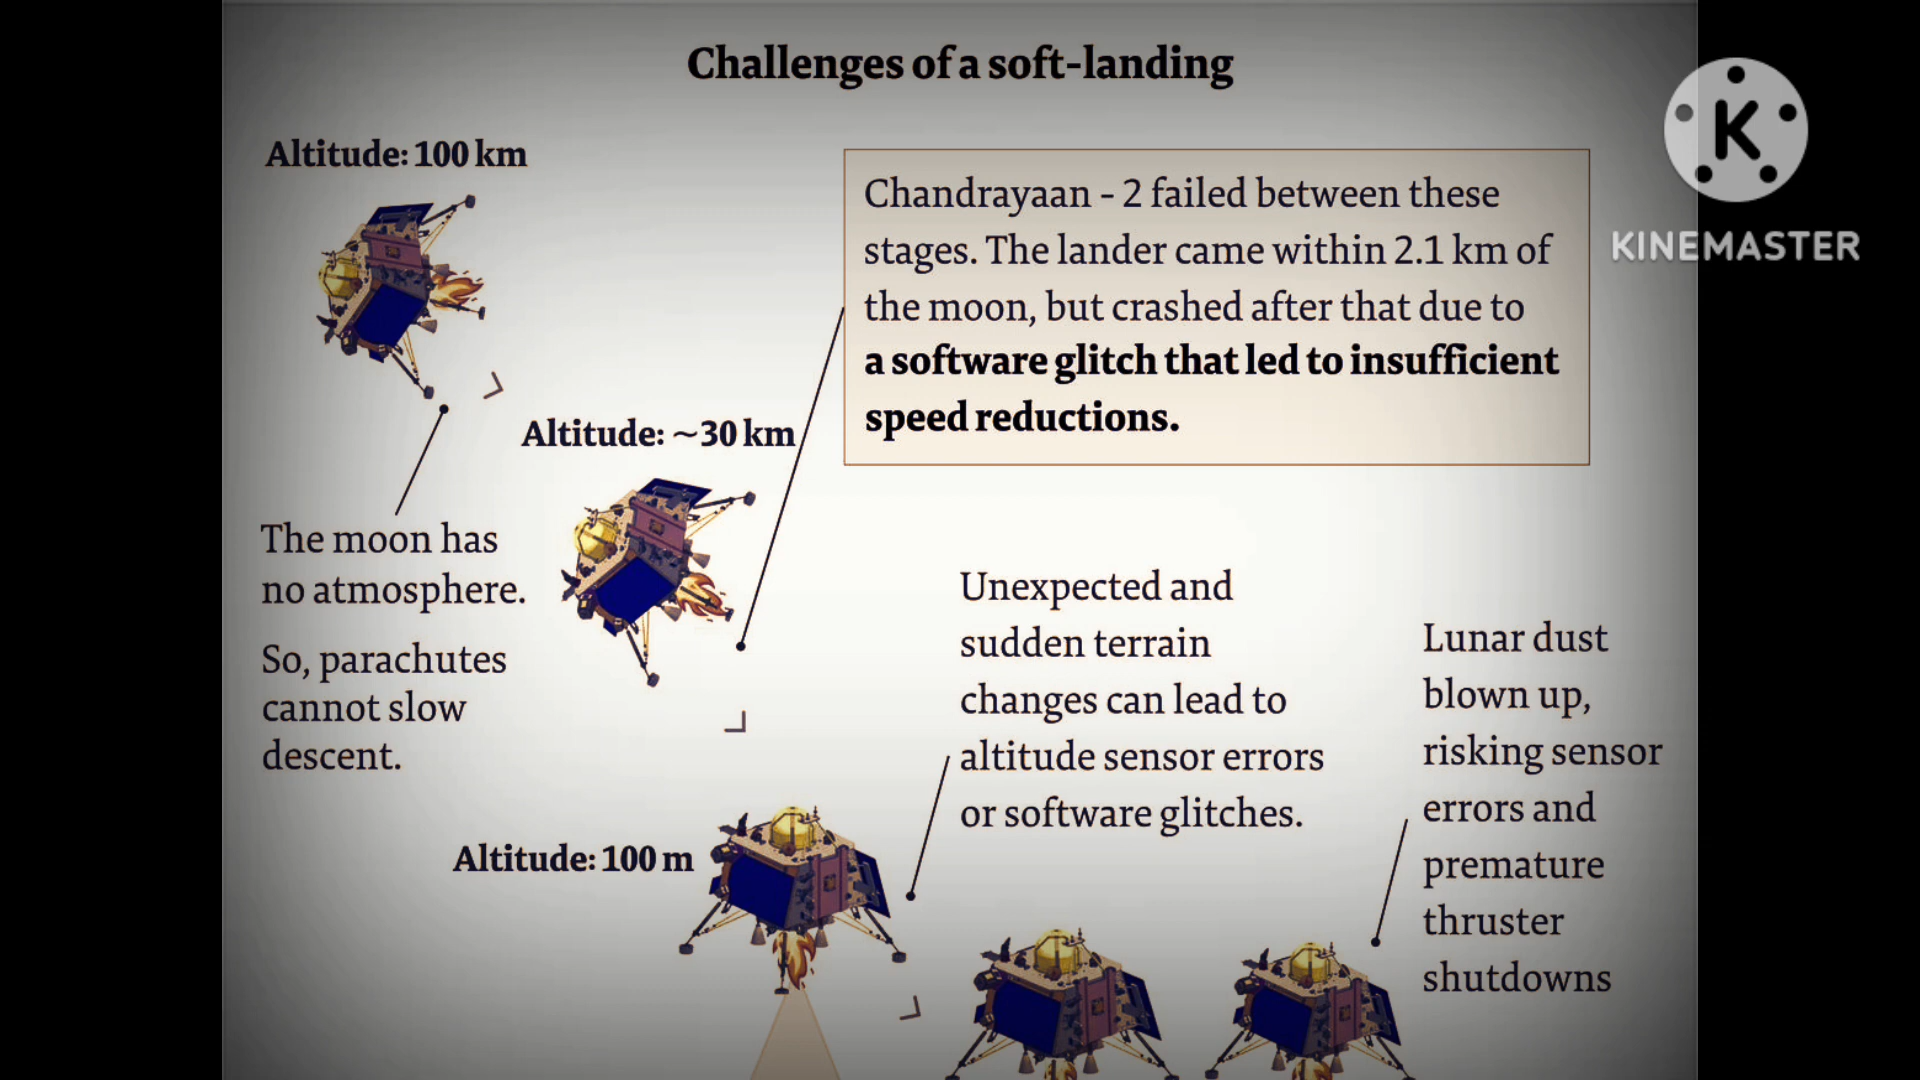 Challenges of a soft-landing
Altitude: 100 km
K
KINEMASTER
Chandrayaan - 2 failed between these
stages. The lander came within 2.1 km of
the moon, but crashed after that due to
a software glitch that led to insufficient
speed reductions.
Altitude: ~30 km
The moon has
no atmosphere.
So, parachutes
cannot slow
descent.
Unexpected and
sudden terrain
changes can lead to
altitude sensor errors
or software glitches.
Lunar dust
blown up,
risking sensor
errors and
premature
thruster
shutdowns
Altitude: 100 m